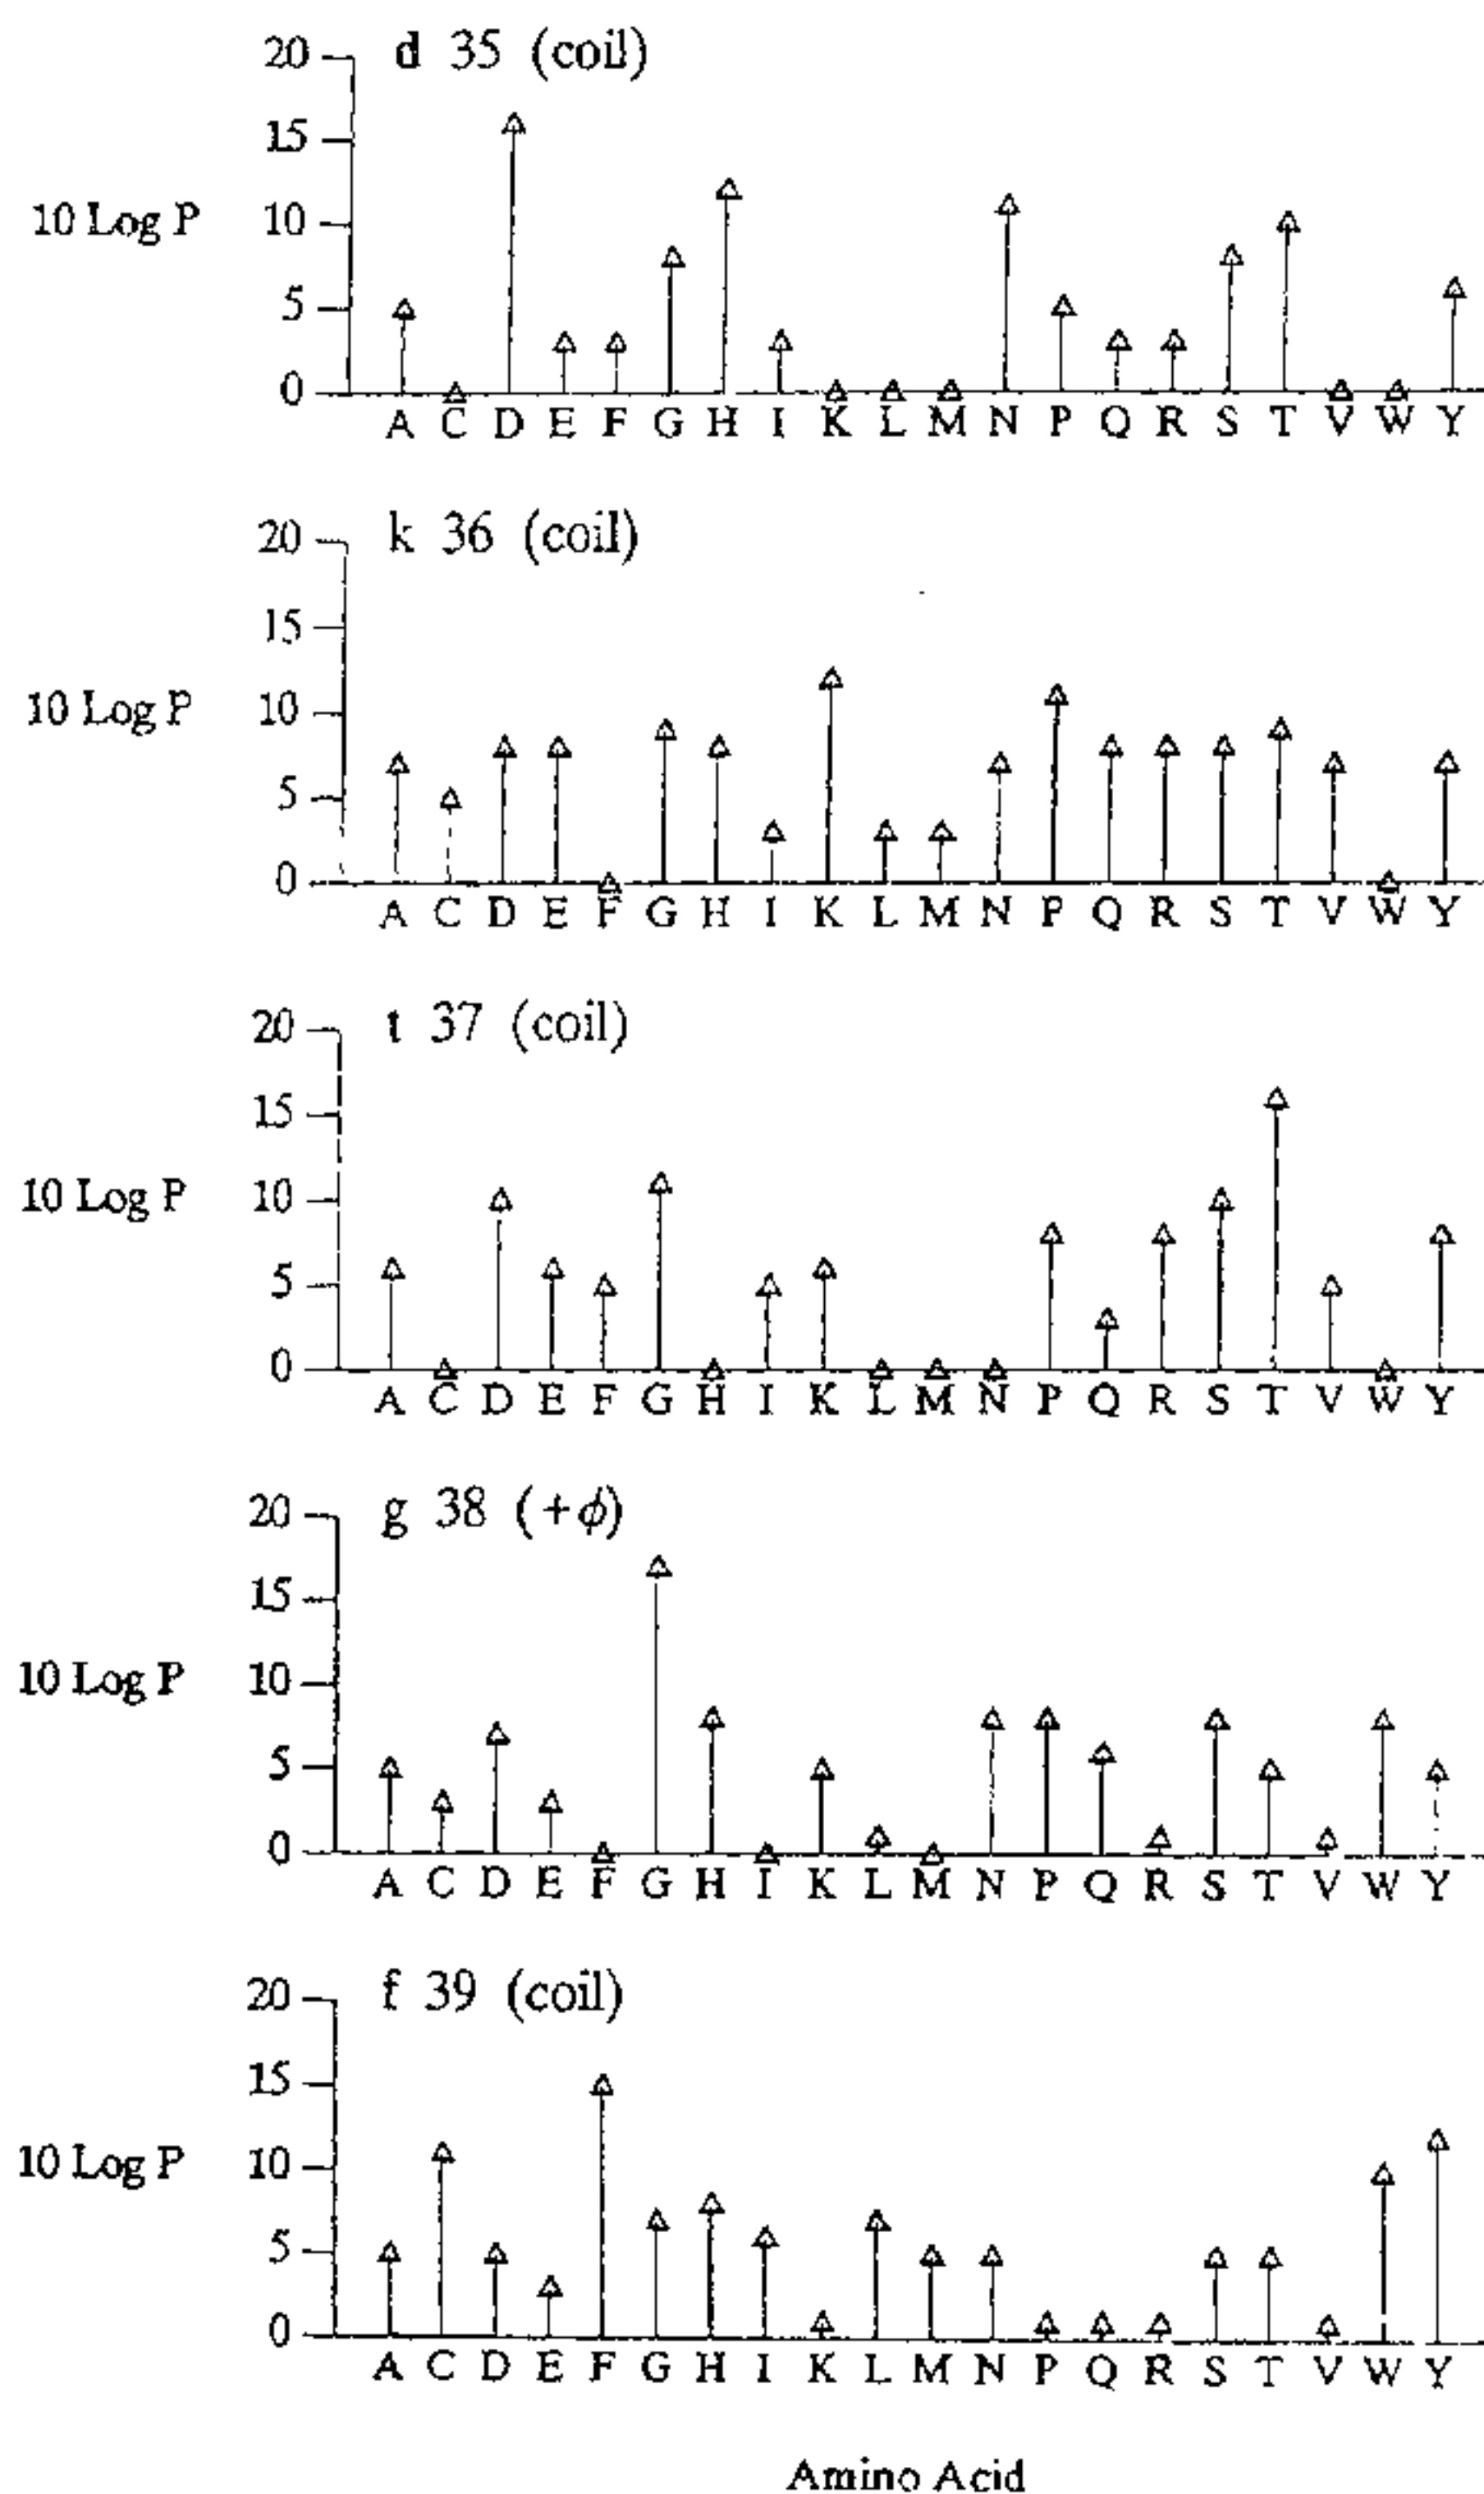 d 35 (coil)
20
15
10 Log P
10
5
0
A C D E F G H I K L M N P Q R S T V W Y
k 36 (coil)
20
15
10 Log P
10
5
0
A C D E F G H I K L M N P Q R S T V W Y
t 37 (coil)
20
15
10 Log P
10
5
0
A C D E F G H I K L M N P Q R S T V W Y
g 38 (+ϕ)
20
15
10 Log P
10
5
0
A C D E F G H I K L M N P Q R S T V W Y
f 39 (coil)
20
15
10 Log P
10
5
0
A C D E F G H I K L M N P Q R S T V W Y
Amino Acid